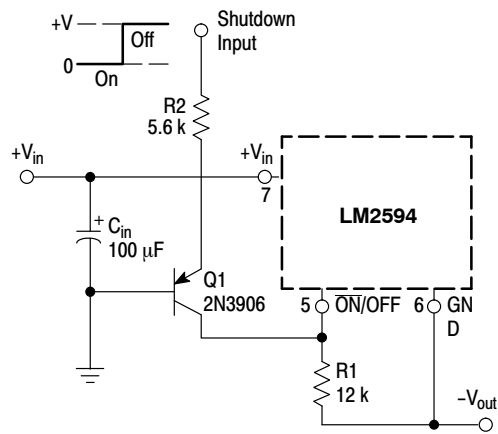 +V
Off
0
On
Shutdown
Input
R2
5.6 k
+Vin
+Vin
7
LM2594
+
Cin
100 µF
Q1
2N3906
5
ON/OFF
6
GN
D
R1
12 k
–Vout